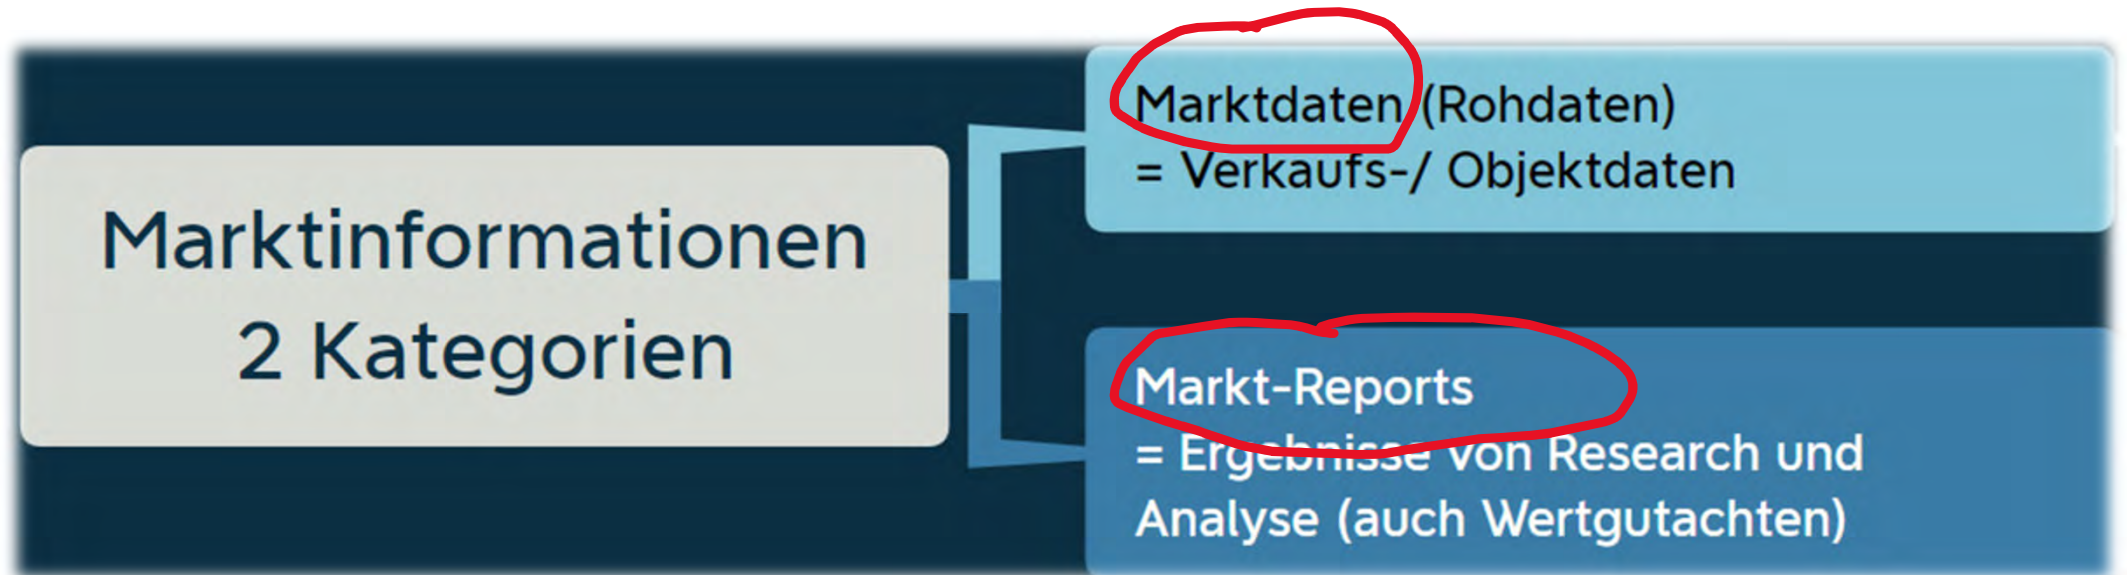 Marktinformationen
2 Kategorien
Marktdaten (Rohdaten)
= Verkaufs-/ Objektdaten
Markt-Reports
= Ergebnisse von Research und
Analyse (auch Wertgutachten)